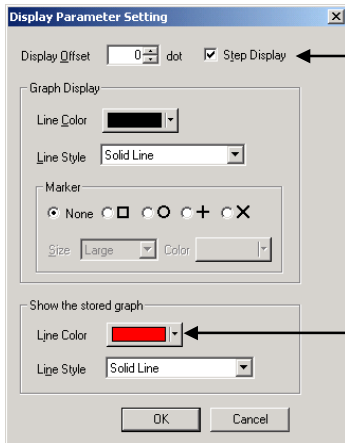 Display Parameter Setting
Display Offset 0 dot Step Display
Graph Display
Line Color
Line Style Solid Line
Marker
None
Size Large Color
Show the stored graph
Line Color
Line Style Solid Line
OK Cancel